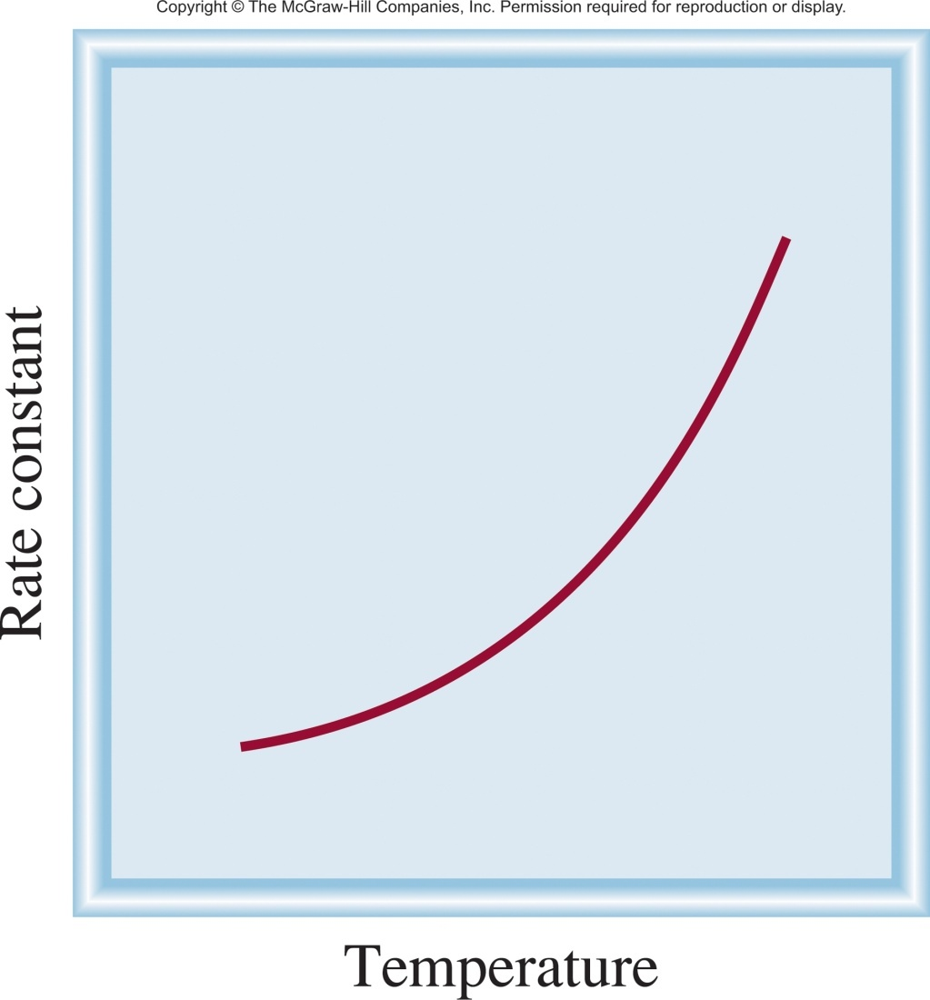 Copyright © The McGraw-Hill Companies, Inc. Permission required for reproduction or display.
Rate constant
Temperature